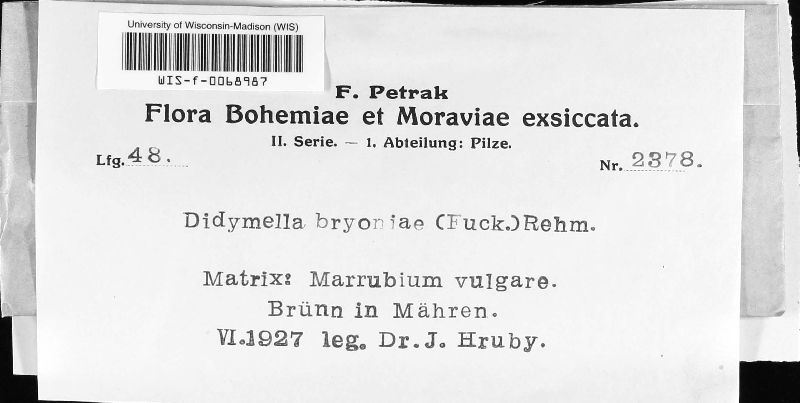 University of Wisconsin-Madison (WIS)
WIS-f-0068987
F. Petrak
Flora Bohemiae et Moraviae exsiccata.
II. Serie. — 1. Abteilung: Pilze.
Lfg. 48.
Nr. 2378.
Didymella bryoniae (Fuck.) Rehm.
Matrix: Marrubium vulgare.
Brünn in Mähren.
VI.1927 leg. Dr. J. Hruby.